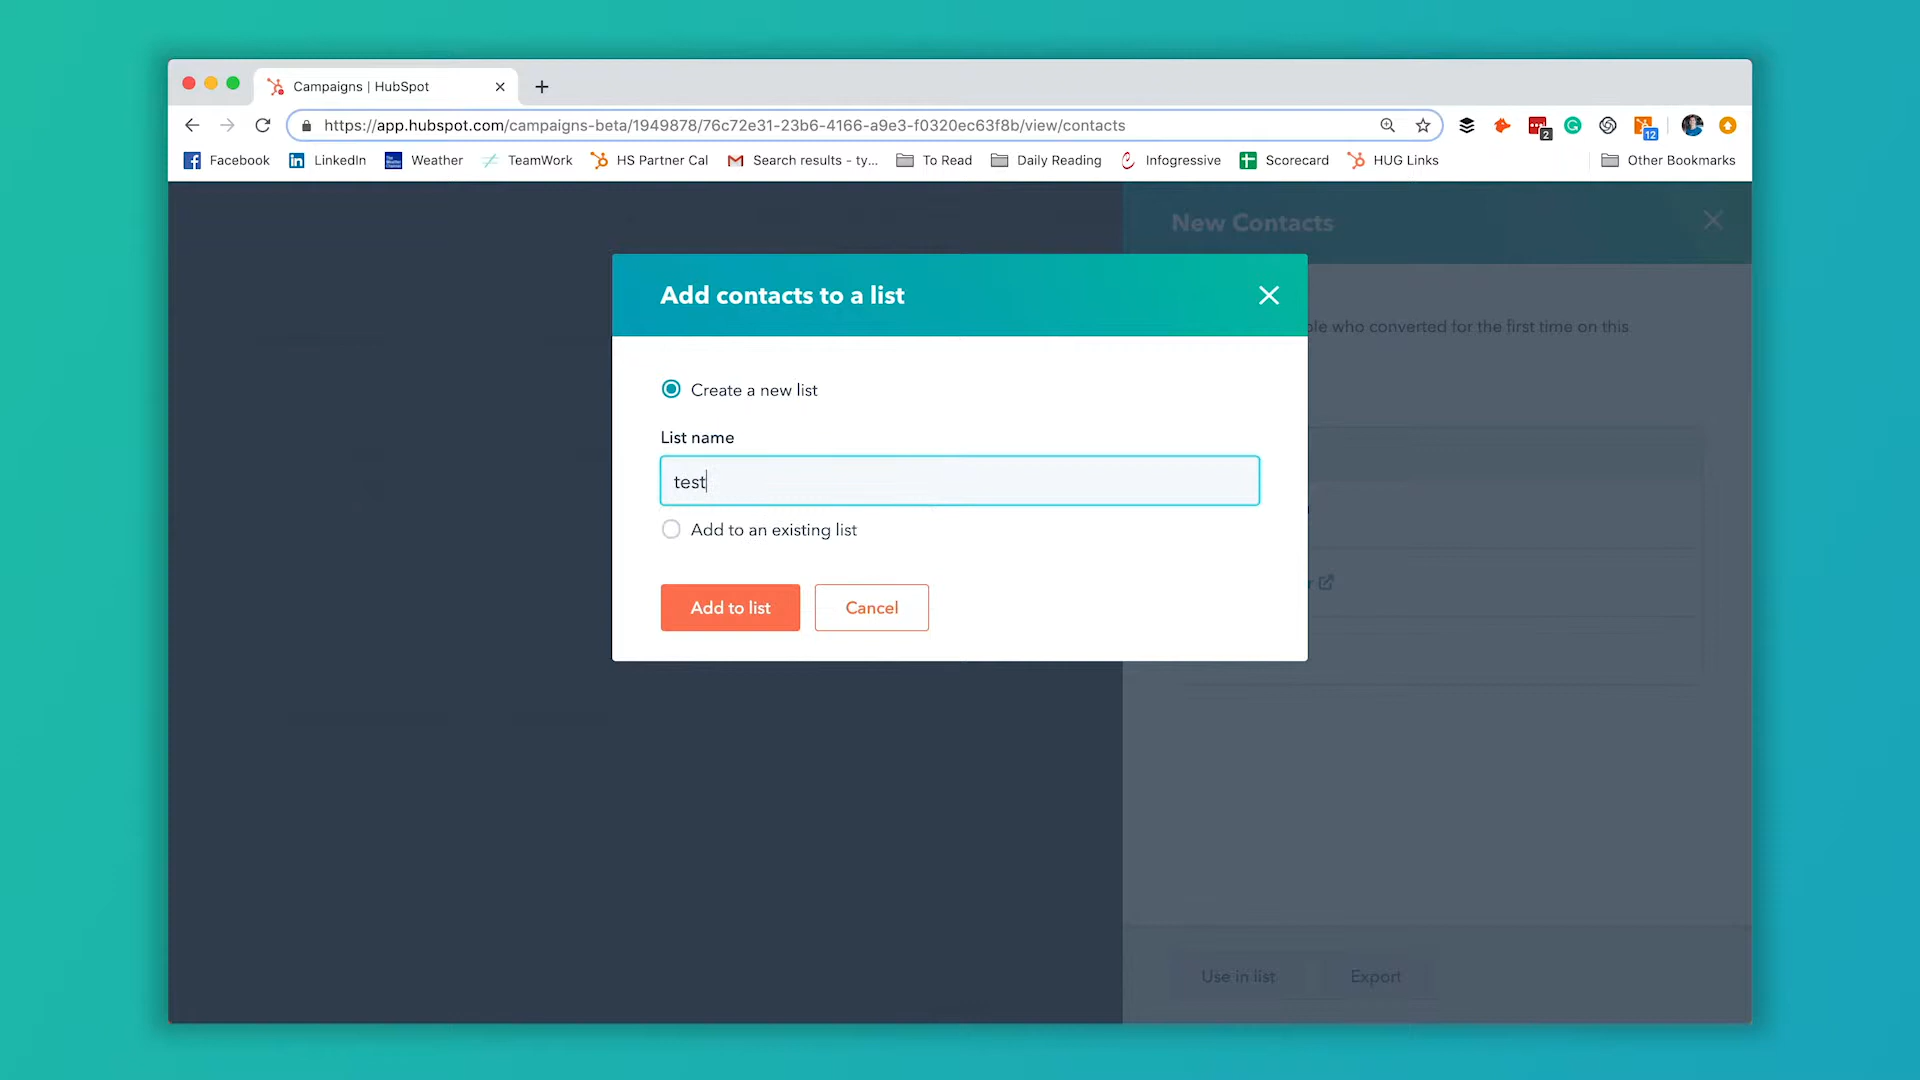 Campaigns | HubSpot
https://app.hubspot.com/campaigns-beta/1949878/76c72e31-23b6-4166-a9e3-f0320ec63f8b/view/contacts
2
12
Facebook
LinkedIn
Weather
TeamWork
HS Partner Cal
Search results - ty...
To Read
Daily Reading
Infogressive
Scorecard
HUG Links
Other Bookmarks
New Contacts
Add contacts to a list
who converted for the first time on this
Create a new list
List name
test
Add to an existing list
Add to list
Cancel
Use in list
Export